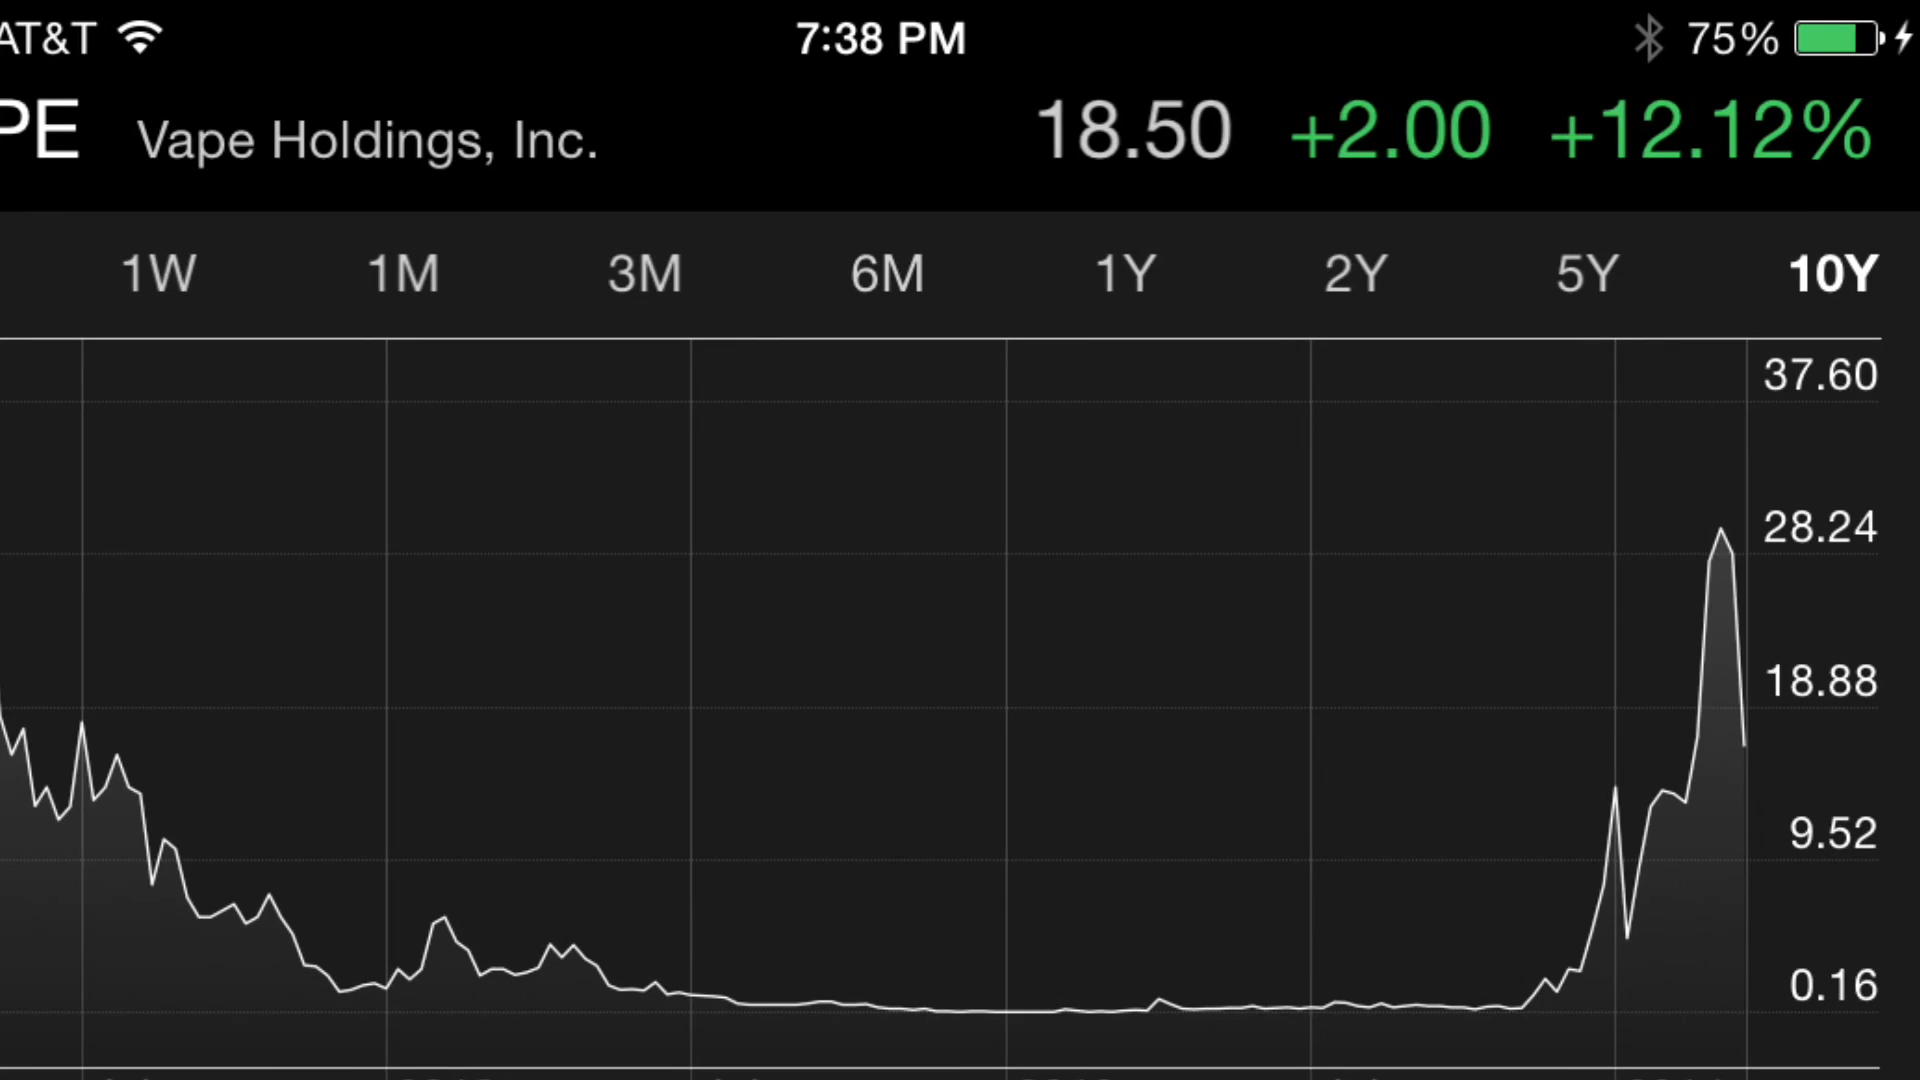 AT&T 7:38 PM 75%
PE Vape Holdings, Inc. 18.50 +2.00 +12.12%
1W 1M 3M 6M 1Y 2Y 5Y 10Y
37.60
28.24
18.88
9.52
0.16